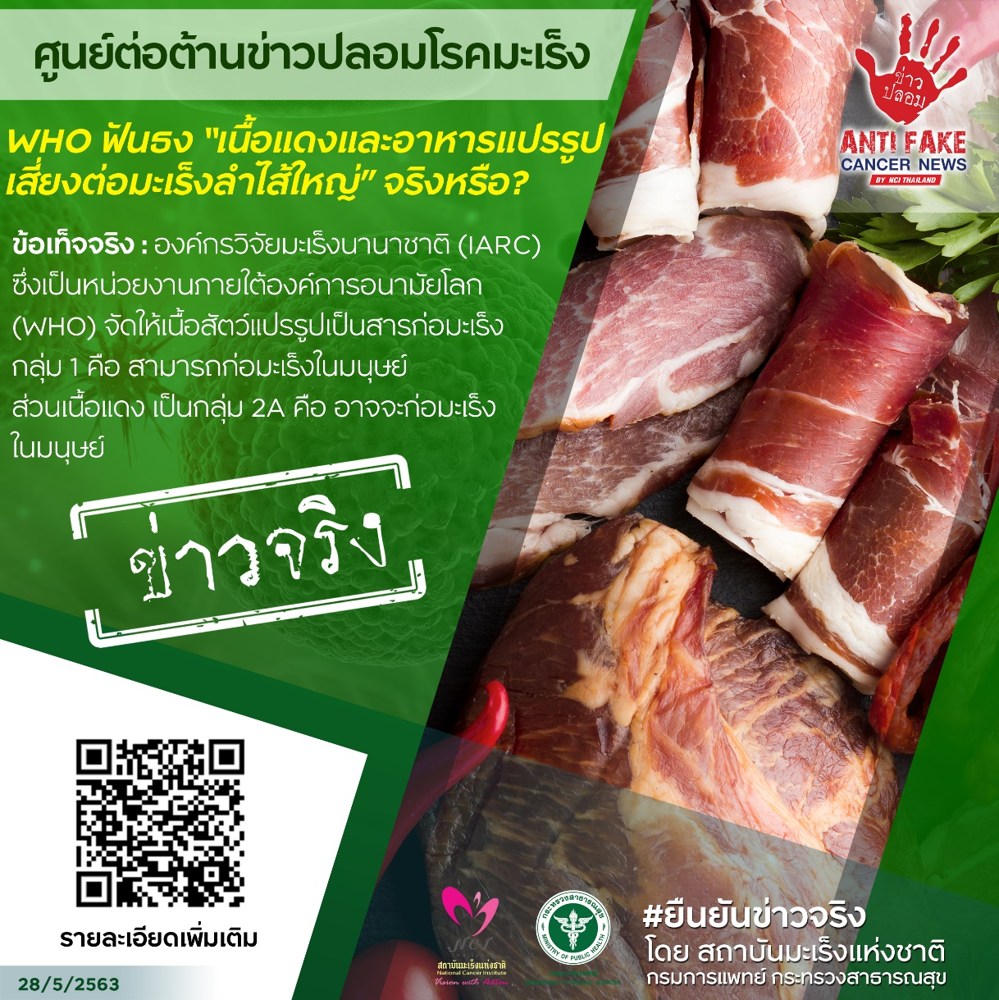 ศูนย์ต่อต้านข่าวปลอมโรคมะเร็ง
ข่าว
ปลอม
ANTI FAKE
CANCER NEWS
BY NCI THAILAND
WHO ฟันธง "เนื้อแดงและอาหารแปรรูป
เสี่ยงต่อมะเร็งลำไส้ใหญ่" จริงหรือ?
ข้อเท็จจริง : องค์กรวิจัยมะเร็งนานาชาติ (IARC)
ซึ่งเป็นหน่วยงานภายใต้องค์การอนามัยโลก
(WHO) จัดให้เนื้อสัตว์แปรรูปเป็นสารก่อมะเร็ง
กลุ่ม 1 คือ สามารถก่อมะเร็งในมนุษย์
ส่วนเนื้อแดง เป็นกลุ่ม 2A คือ อาจจะก่อมะเร็ง
ในมนุษย์
ข่าวจริง
รายละเอียดเพิ่มเติม
28/5/2563
NCI
สถาบันมะเร็งแห่งชาติ
National Cancer Institute
Vision with Action
กระทรวงสาธารณสุข
MINISTRY OF PUBLIC HEALTH
#ยืนยันข่าวจริง
โดย สถาบันมะเร็งแห่งชาติ
กรมการแพทย์ กระทรวงสาธารณสุข